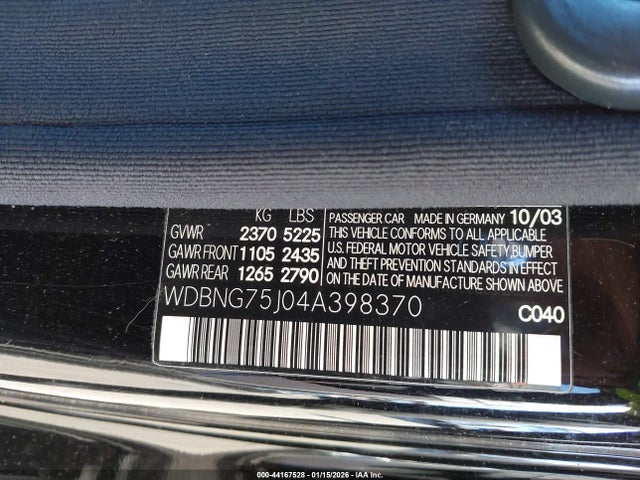 KG LBS
GVWR 2370 5225
GAWR FRONT 1105 2435
GAWR REAR 1265 2790
PASSENGER CAR MADE IN GERMANY 10/03
THIS VEHICLE CONFORMS TO ALL APPLICABLE
U.S. FEDERAL MOTOR VEHICLE SAFETY, BUMPER
AND THEFT PREVENTION STANDARDS IN EFFECT
ON THE DATE OF MANUFACTURE SHOWN ABOVE
WDBNG75J04A398370
C040
000-44167528 - 01/15/2026 - IAA Inc.